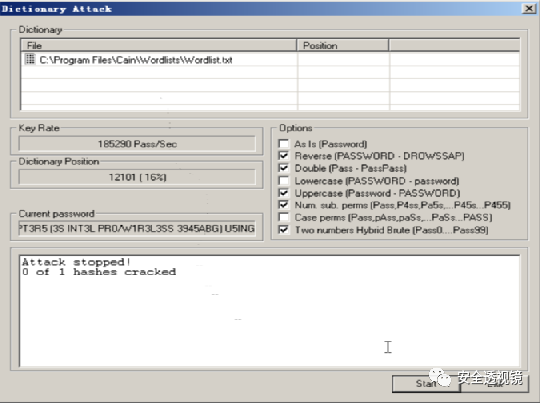 Dictionary Attack
Dictionary
File Position
C:\Program Files\Cain\Wordlists\Wordlist.txt
Key Rate
185290 Pass/Sec
Dictionary Position
12101 ( 16%)
Current password
PT3R5 (3S INT3L PR0/W1R3L3SS 3945ABG) U5ING
Options
As Is (Password)
Reverse (PASSWORD - DROWSSAP)
Double (Pass - PassPass)
Lowercase (PASSWORD - password)
Uppercase (Password - PASSWORD)
Num. sub. perms (Pass,P4ss,Pa5s,...P45s...P455)
Case perms (Pass,pAss,paSs,...PaSs...PASS)
Two numbers Hybrid Brute (Pass0....Pass99)
Attack stopped!
0 of 1 hashes cracked
Start
安全透视镜